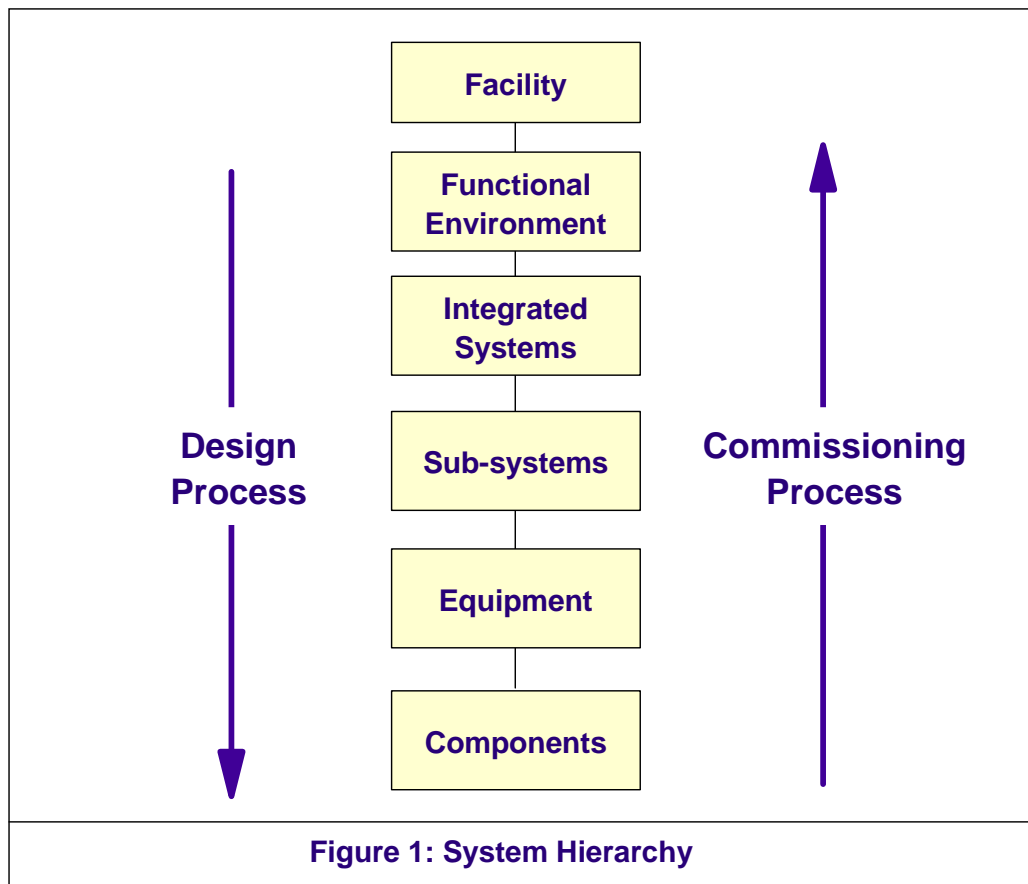 Facility
Functional
Environment
Integrated
Systems
Design
Process
Sub-systems
Commissioning
Process
Equipment
Components
Figure 1: System Hierarchy